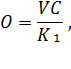 O = VC / K₁ ,